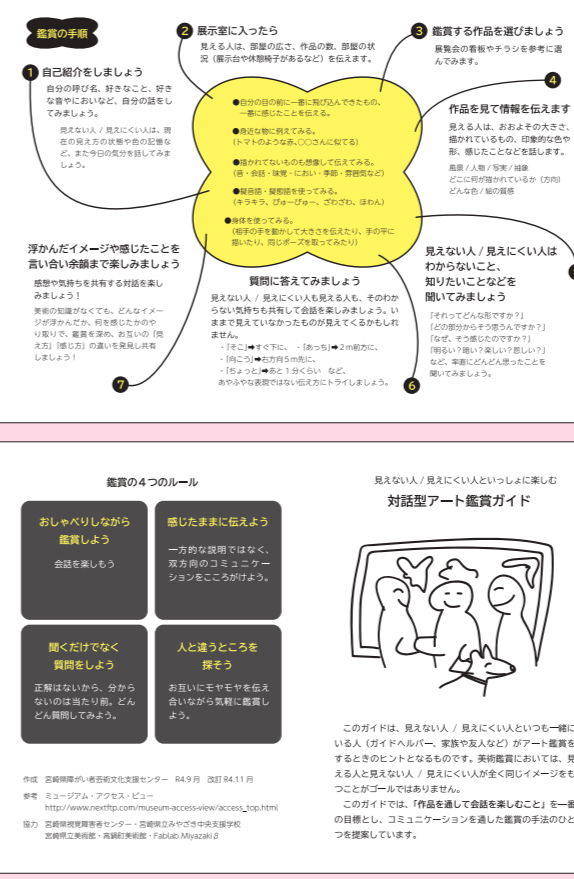 鑑賞の手順
1 自己紹介をしましょう
自分の呼び名、好きなこと、好き
な音やにおいなど、自分の話をし
てみましょう。
見えない人 / 見えにくい人は、現
在の見え方の状態や色の記憶な
ど、また今日の気分を話してみま
しょう。
2 展示室に入ったら
見える人は、部屋の広さ、作品の数、部屋の状
況（展示台や休憩椅子があるなど）を伝えます。
3 鑑賞する作品を選びましょう
展覧会の看板やチラシを参考に選
んでみます。
4
作品を見て情報を伝えます
見える人は、おおよその大きさ、
描かれているもの、印象的な色や
形、感じたことなどを話します。
風景 / 人物 / 写実 / 抽象
どこに何が描かれているか（方向）
どんな色 / 絵の質感
●自分の目の前に一番に飛び込んできたもの、
一番に感じたことを伝える。
●身近な物に例えてみる。
（トマトのような赤、○○さんに似てる）
●描かれてないものも想像して伝えてみる。
（音・会話・味覚・におい・季節・雰囲気など）
●擬音語・擬態語を使ってみる。
（キラキラ、ぴゅーぴゅー、ざわざわ、ほわん）
●身体を使ってみる。
（相手の手を動かして大きさを伝えたり、手の平に
描いたり、同じポーズを取ってみたり）
見えない人 / 見えにくい人は
わからないこと、
知りたいことなどを
聞いてみましょう
『それってどんな形ですか？』
『どの部分からそう思うんですか？』
『なぜ、そう感じたのですか？』
『明るい？暗い？楽しい？悲しい？』
など、率直にどんどん思ったことを
聞いてみましょう。
質問に答えてみましょう
見えない人 / 見えにくい人も見える人も、そのわか
らない気持ちも共有して会話を楽しみましょう。い
ままで見えていなかったものが見えてくるかもしれ
ません。
・「そこ」➡すぐ下に、 ・「あっち」➡2ｍ前方に、
・「向こう」➡右方向5ｍ先に、
・「ちょっと」➡あと1分くらい など、
あやふやな表現ではない伝え方にトライしましょう。
6
浮かんだイメージや感じたことを
言い合い余韻まで楽しみましょう
感想や気持ちを共有する対話を楽し
みましょう！
美術の知識がなくても、どんなイメー
ジが浮かんだか、何を感じたかのや
り取りで、鑑賞を深め、お互いの『見
え方』『感じ方』の違いを発見し共有
しましょう！
7
鑑賞の４つのルール
おしゃべりしながら
鑑賞しよう
会話を楽しもう
感じたままに伝えよう
一方的な説明ではなく、
双方向のコミュニケー
ションをこころがけよう。
聞くだけでなく
質問をしよう
正解はないから、分から
ないのは当たり前。どん
どん質問してみよう。
人と違うところを
探そう
お互いにモヤモヤを伝え
合いながら気軽に鑑賞し
よう。
作成 宮崎県障がい者芸術文化支援センター R4.9 月 改訂 R4.11 月
参考 ミュージアム・アクセス・ビュー
http://www.nextftp.com/museum-access-view/access_top.html
協力 宮崎県視覚障害者センター・宮崎県立みやざき中央支援学校
宮崎県立美術館・高鍋町美術館・Fablab Miyazakiβ
見えない人 / 見えにくい人といっしょに楽しむ
対話型アート鑑賞ガイド
このガイドは、見えない人 / 見えにくい人といつも一緒に
いる人（ガイドヘルパー、家族や友人など）がアート鑑賞を
するときのヒントとなるものです。美術鑑賞においては、見
える人と見えない人 / 見えにくい人が全く同じイメージをも
つことがゴールではありません。
このガイドでは、「作品を通して会話を楽しむこと」を一番
の目標とし、コミュニケーションを通した鑑賞の手法のひと
つを提案しています。